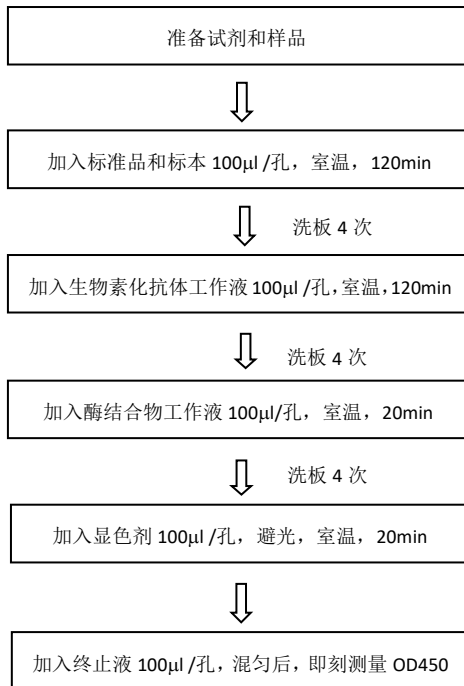 准备试剂和样品
加入标准品和标本 100μl /孔，室温，120min
洗板 4 次
加入生物素化抗体工作液 100μl /孔，室温，120min
洗板 4 次
加入酶结合物工作液 100μl/孔，室温，20min
洗板 4 次
加入显色剂 100μl /孔，避光，室温，20min
加入终止液 100μl /孔，混匀后，即刻测量 OD450